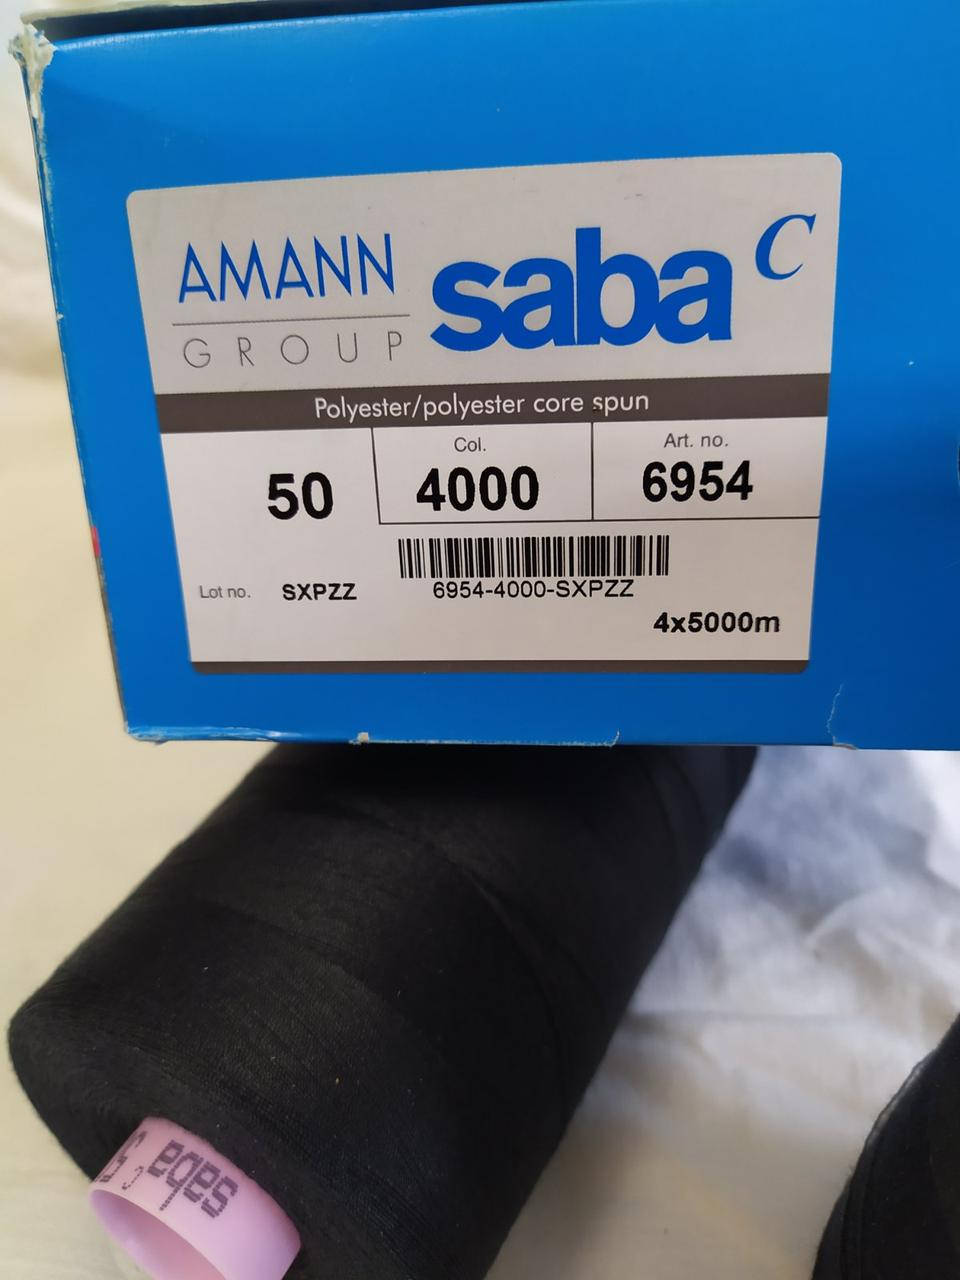 AMANN
GROUP
saba C
Polyester/polyester core spun
50
Col.
4000
Art. no.
6954
6954-4000-SXPZZ
Lot no. SXPZZ
4x5000m
saba